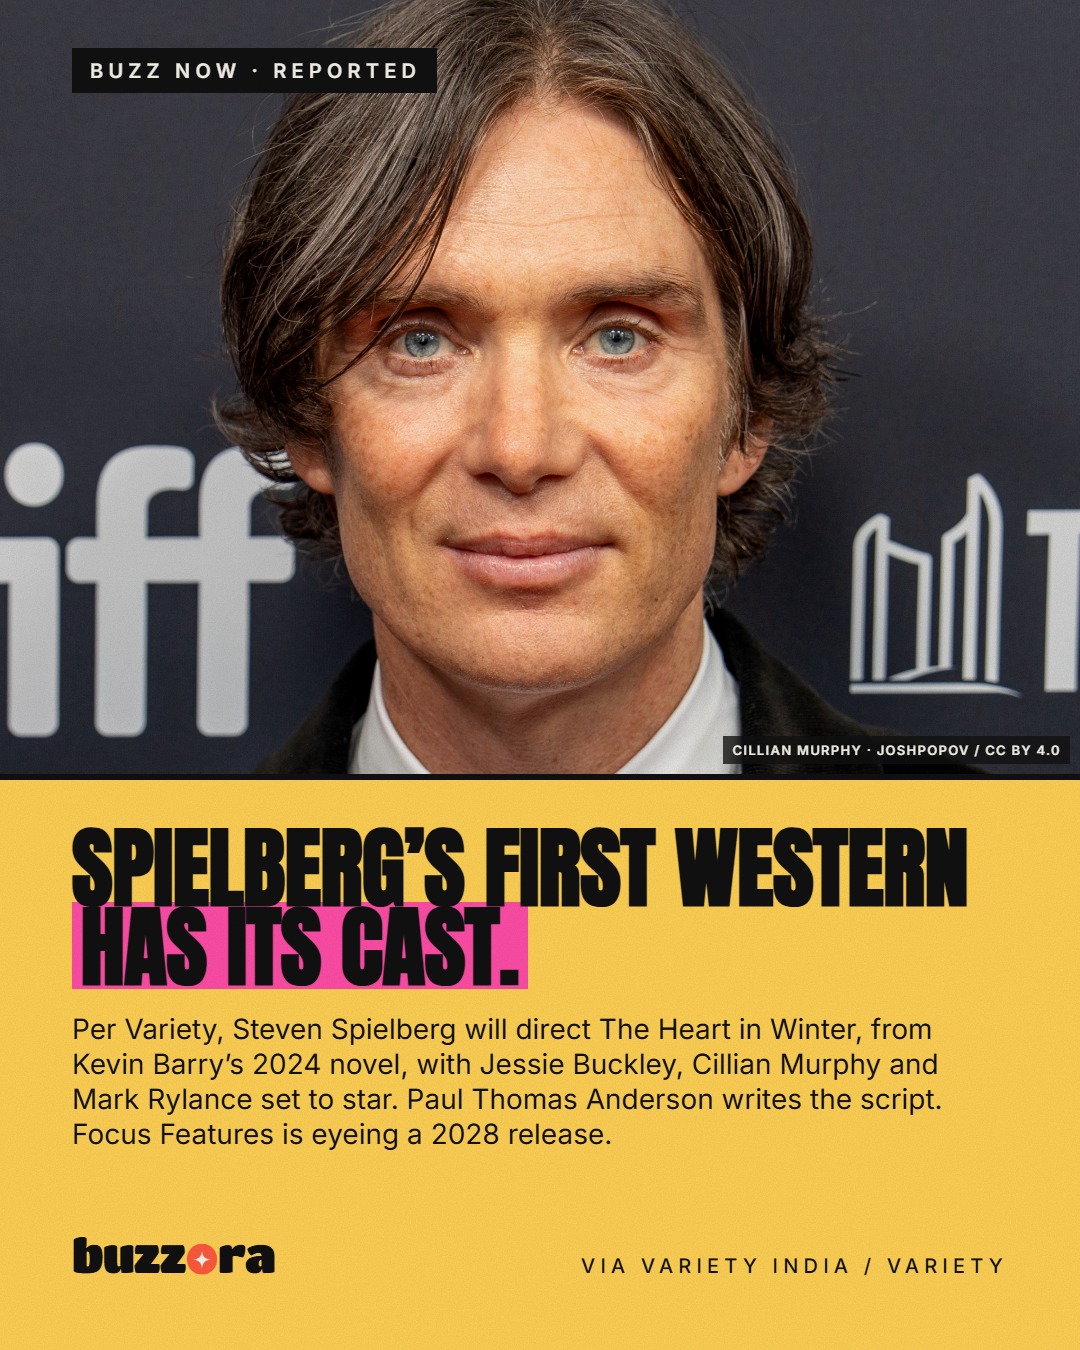 BUZZ NOW · REPORTED
iff
T
CILLIAN MURPHY · JOSHPOPOV / CC BY 4.0
SPIELBERG’S FIRST WESTERN
HAS ITS CAST.
Per Variety, Steven Spielberg will direct The Heart in Winter, from
Kevin Barry’s 2024 novel, with Jessie Buckley, Cillian Murphy and
Mark Rylance set to star. Paul Thomas Anderson writes the script.
Focus Features is eyeing a 2028 release.
buzzora
VIA VARIETY INDIA / VARIETY